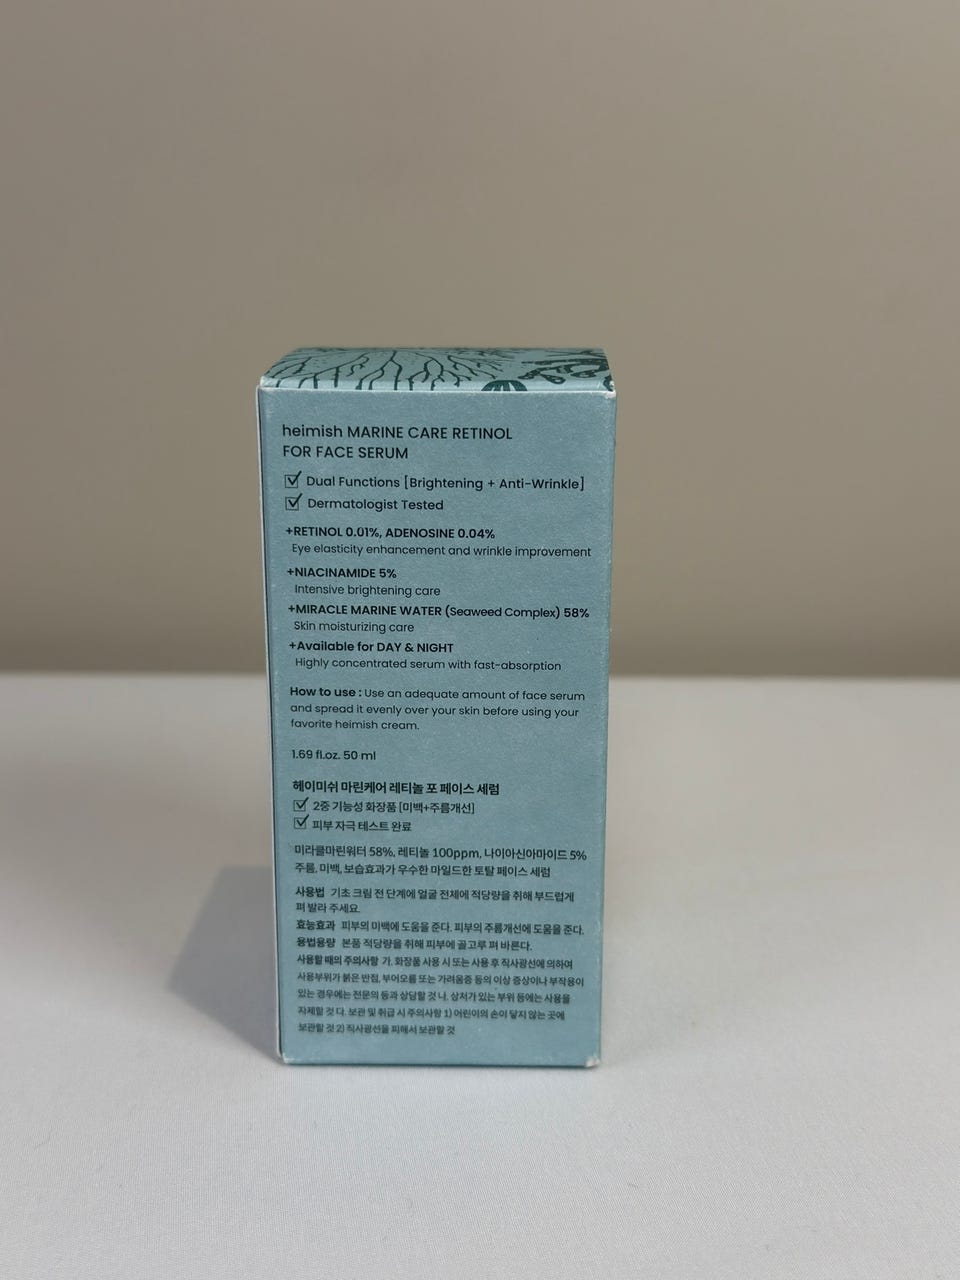 heimish MARINE CARE RETINOL
FOR FACE SERUM
Dual Functions [Brightening + Anti-Wrinkle]
Dermatologist Tested
+RETINOL 0.01%, ADENOSINE 0.04%
Eye elasticity enhancement and wrinkle improvement
+NIACINAMIDE 5%
Intensive brightening care
+MIRACLE MARINE WATER (Seaweed Complex) 58%
Skin moisturizing care
+Available for DAY & NIGHT
Highly concentrated serum with fast-absorption
How to use : Use an adequate amount of face serum
and spread it evenly over your skin before using your
favorite heimish cream.
1.69 fl.oz. 50 ml
헤이미쉬 마린케어 레티놀 포 페이스 세럼
2중 기능성 화장품 [미백+주름개선]
피부 자극 테스트 완료
미라클마린워터 58%, 레티놀 100ppm, 나이아신아마이드 5%
주름, 미백, 보습효과가 우수한 마일드한 토탈 페이스 세럼
사용법 기초 크림 전 단계에 얼굴 전체에 적당량을 취해 부드럽게
펴 발라 주세요.
효능효과 피부의 미백에 도움을 준다. 피부의 주름개선에 도움을 준다.
용법용량 본품 적당량을 취해 피부에 골고루 펴 바른다.
사용할 때의 주의사항 가. 화장품 사용 시 또는 사용 후 직사광선에 의하여
사용부위가 붉은 반점, 부어오름 또는 가려움증 등의 이상 증상이나 부작용이
있는 경우에는 전문의 등과 상담할 것 나. 상처가 있는 부위 등에는 사용을
자제할 것 다. 보관 및 취급 시 주의사항 1) 어린이의 손이 닿지 않는 곳에
보관할 것 2) 직사광선을 피해서 보관할 것